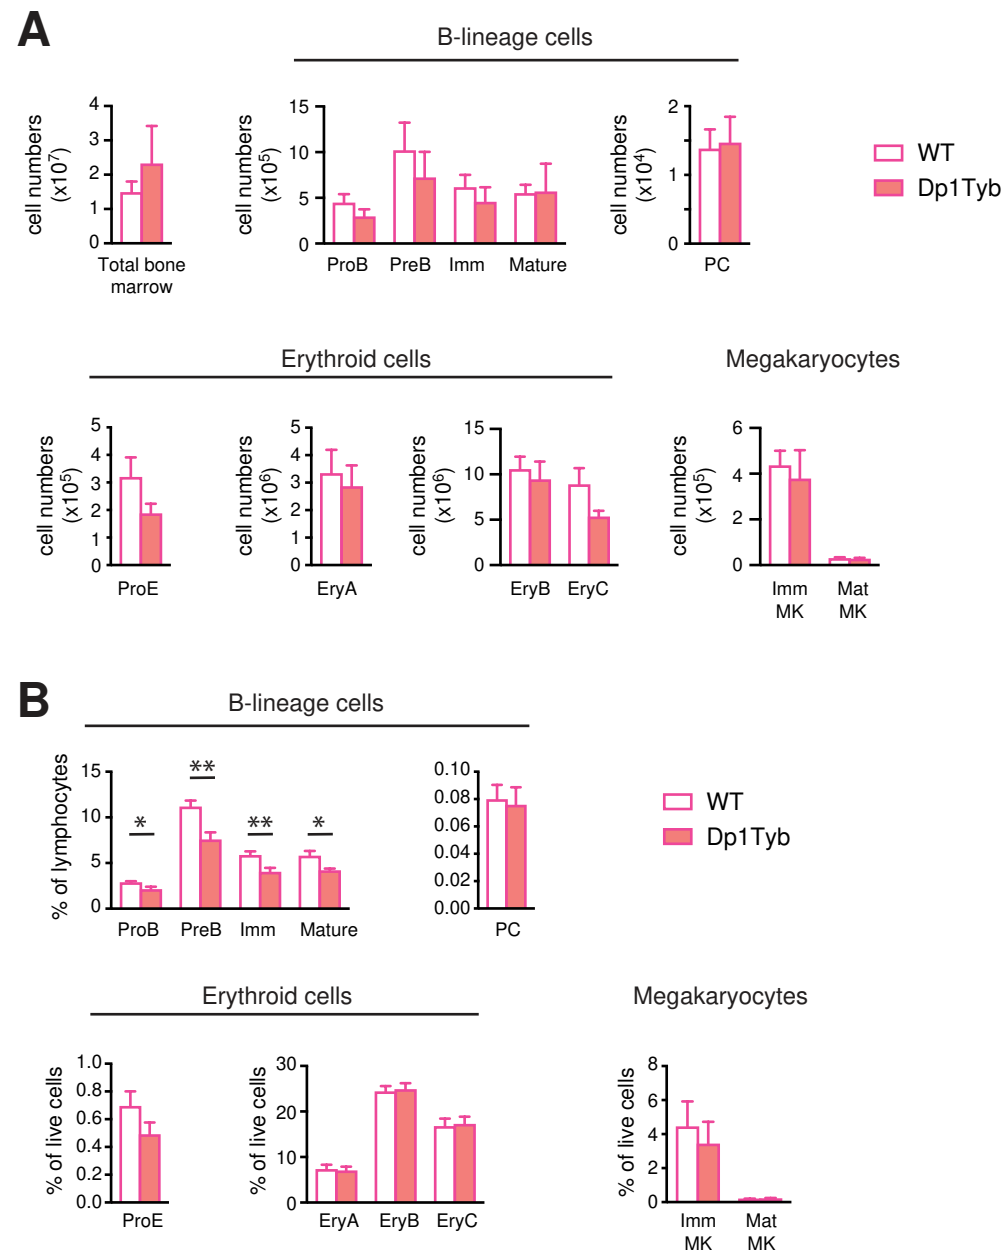 A
B-lineage cells
cell numbers
(x10⁷)
4
3
2
1
0
Total bone
marrow
cell numbers
(x10⁵)
15
10
5
0
ProB PreB Imm Mature
cell numbers
(x10⁴)
2
1
0
PC
WT
Dp1Tyb
Erythroid cells
Megakaryocytes
cell numbers
(x10⁵)
5
4
3
2
1
0
ProE
cell numbers
(x10⁶)
5
4
3
2
1
0
EryA
cell numbers
(x10⁶)
15
10
5
0
EryB EryC
cell numbers
(x10⁵)
6
4
2
0
Imm Mat
MK MK
B
B-lineage cells
% of lymphocytes
15
10
5
0
* ** ** *
ProB PreB Imm Mature
0.10
0.08
0.06
0.04
0.02
0.00
PC
WT
Dp1Tyb
Erythroid cells
Megakaryocytes
% of live cells
1.0
0.8
0.6
0.4
0.2
0.0
ProE
% of live cells
30
20
10
0
EryA EryB EryC
% of live cells
8
6
4
2
0
Imm Mat
MK MK